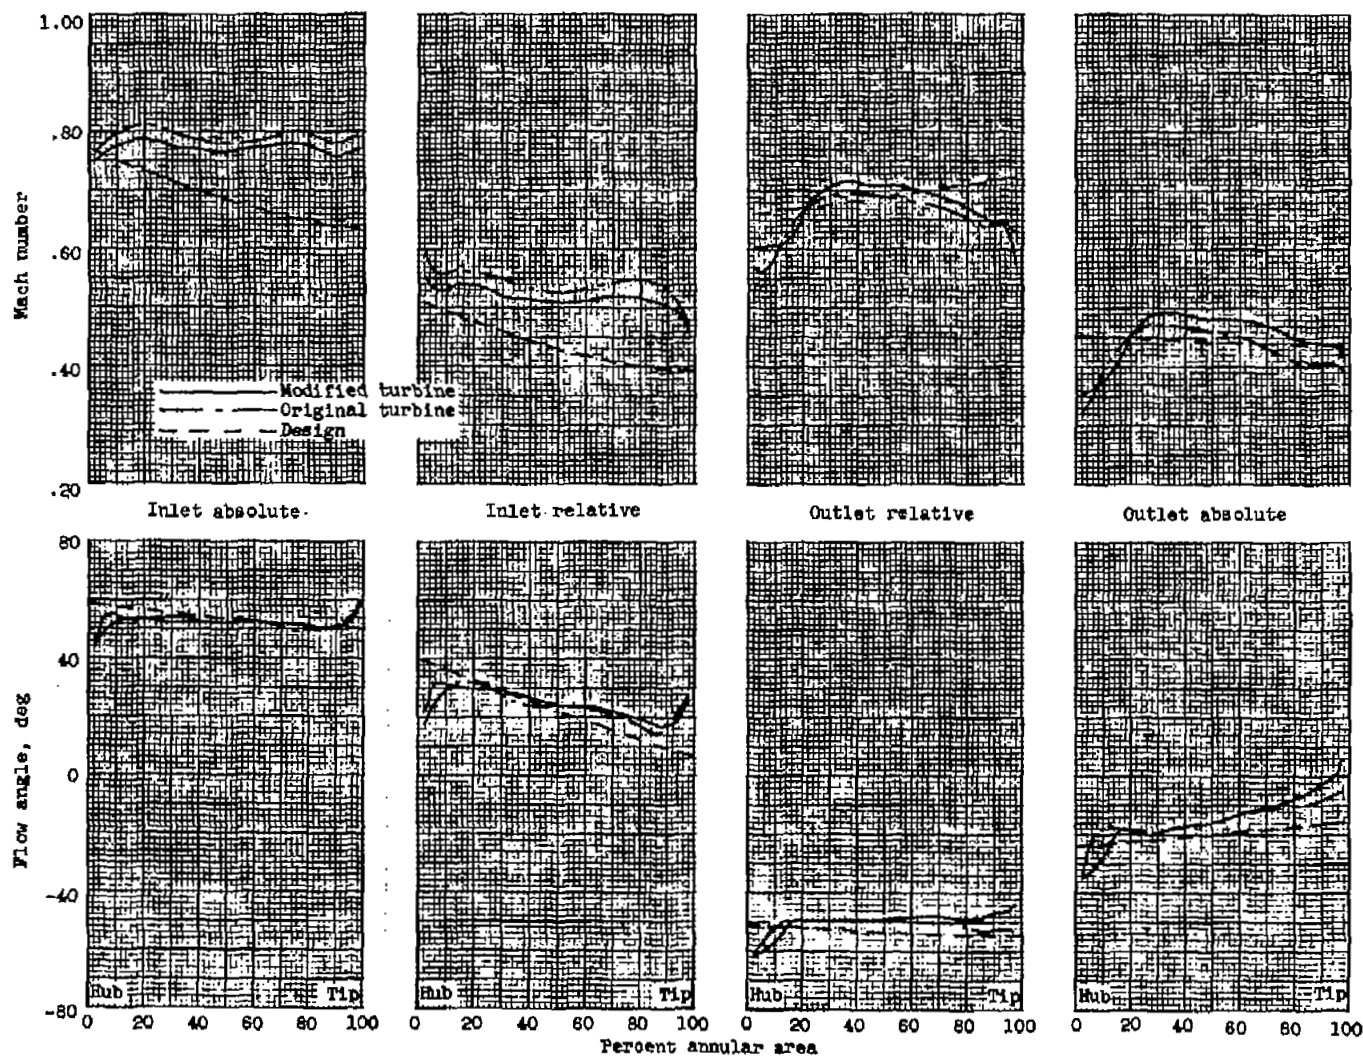 1.00
.80
.60
.40
.20
Mach number
Modified turbine
Original turbine
Design
Inlet absolute
Inlet relative
Outlet relative
Outlet absolute
80
40
0
-40
-80
Flow angle, deg
Hub Tip
Hub Tip
Hub Tip
Hub Tip
0 20 40 60 80 100
0 20 40 60 80 100
0 20 40 60 80 100
0 20 40 60 80 100
Percent annular area